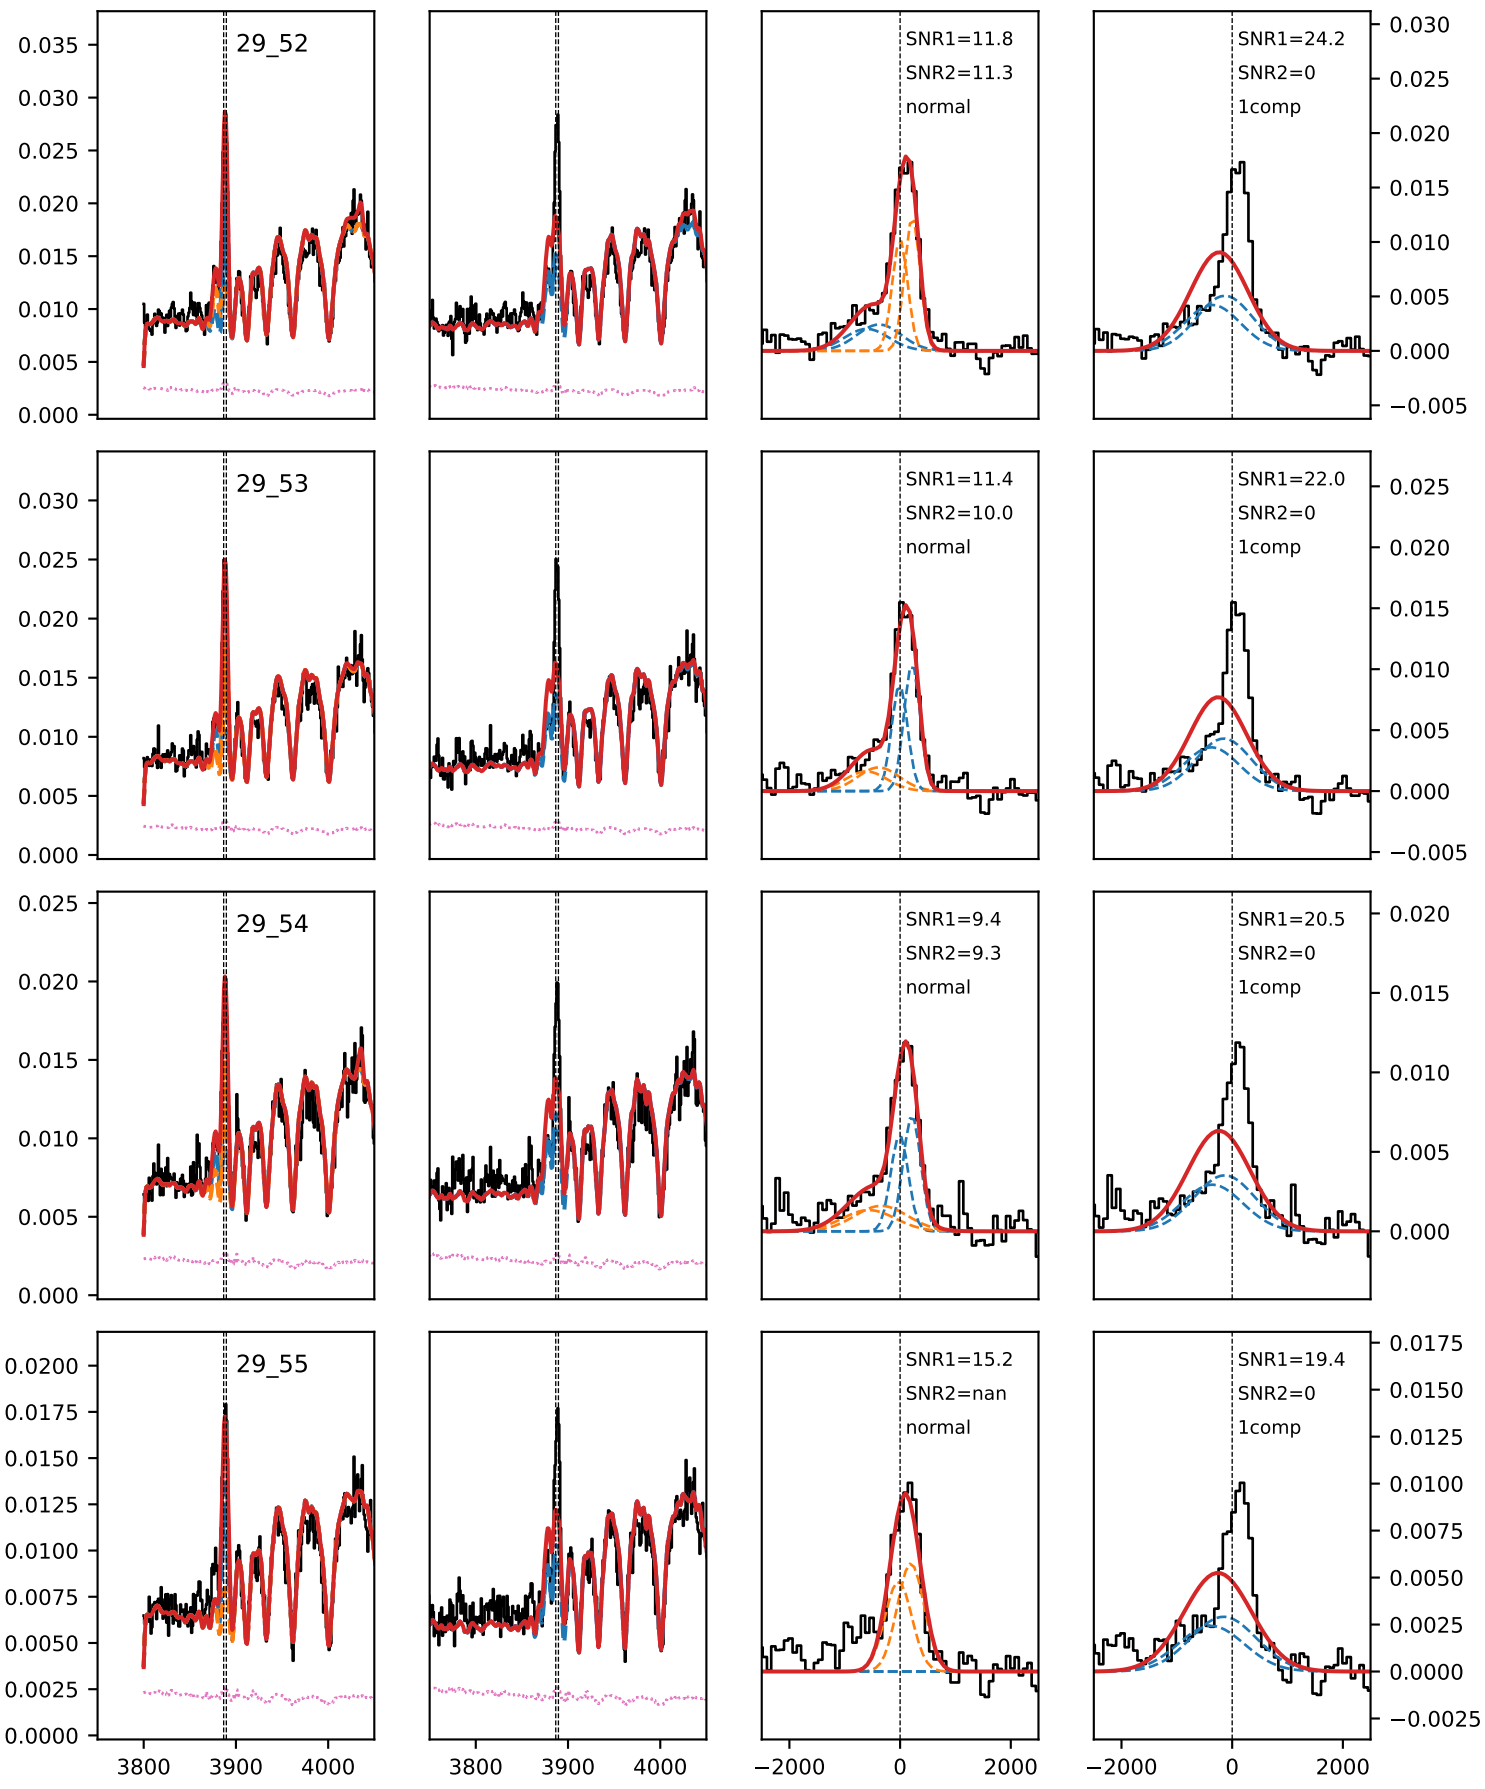 0.035
0.030
0.025
0.020
0.015
0.010
0.005
0.000
29_52
SNR1=11.8
SNR2=11.3
normal
SNR1=24.2
SNR2=0
1comp
0.030
0.025
0.020
0.015
0.010
0.005
0.000
−0.005
0.030
0.025
0.020
0.015
0.010
0.005
0.000
29_53
SNR1=11.4
SNR2=10.0
normal
SNR1=22.0
SNR2=0
1comp
0.025
0.020
0.015
0.010
0.005
0.000
−0.005
0.025
0.020
0.015
0.010
0.005
0.000
29_54
SNR1=9.4
SNR2=9.3
normal
SNR1=20.5
SNR2=0
1comp
0.020
0.015
0.010
0.005
0.000
0.0200
0.0175
0.0150
0.0125
0.0100
0.0075
0.0050
0.0025
0.0000
29_55
SNR1=15.2
SNR2=nan
normal
SNR1=19.4
SNR2=0
1comp
0.0175
0.0150
0.0125
0.0100
0.0075
0.0050
0.0025
0.0000
−0.0025
3800 3900 4000
3800 3900 4000
−2000 0 2000
−2000 0 2000